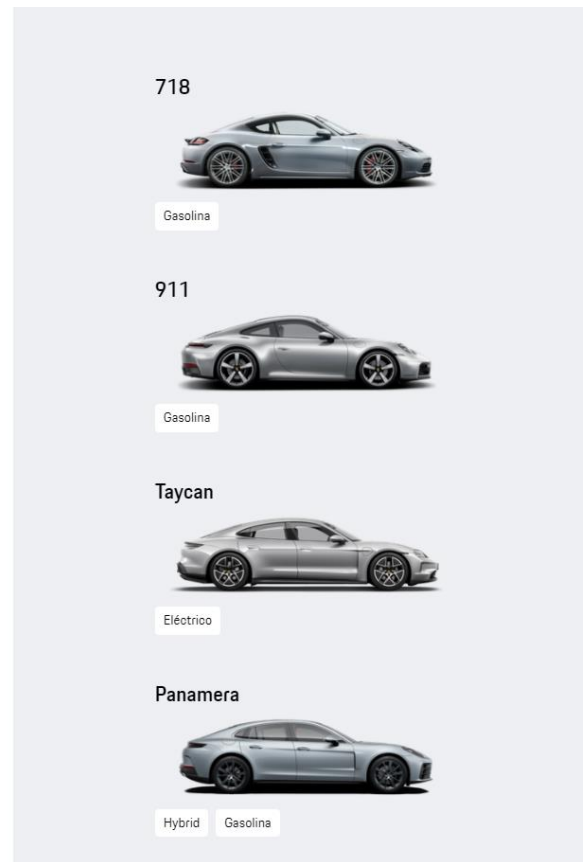 718
Gasolina
911
Gasolina
Taycan
Eléctrico
Panamera
Hybrid Gasolina